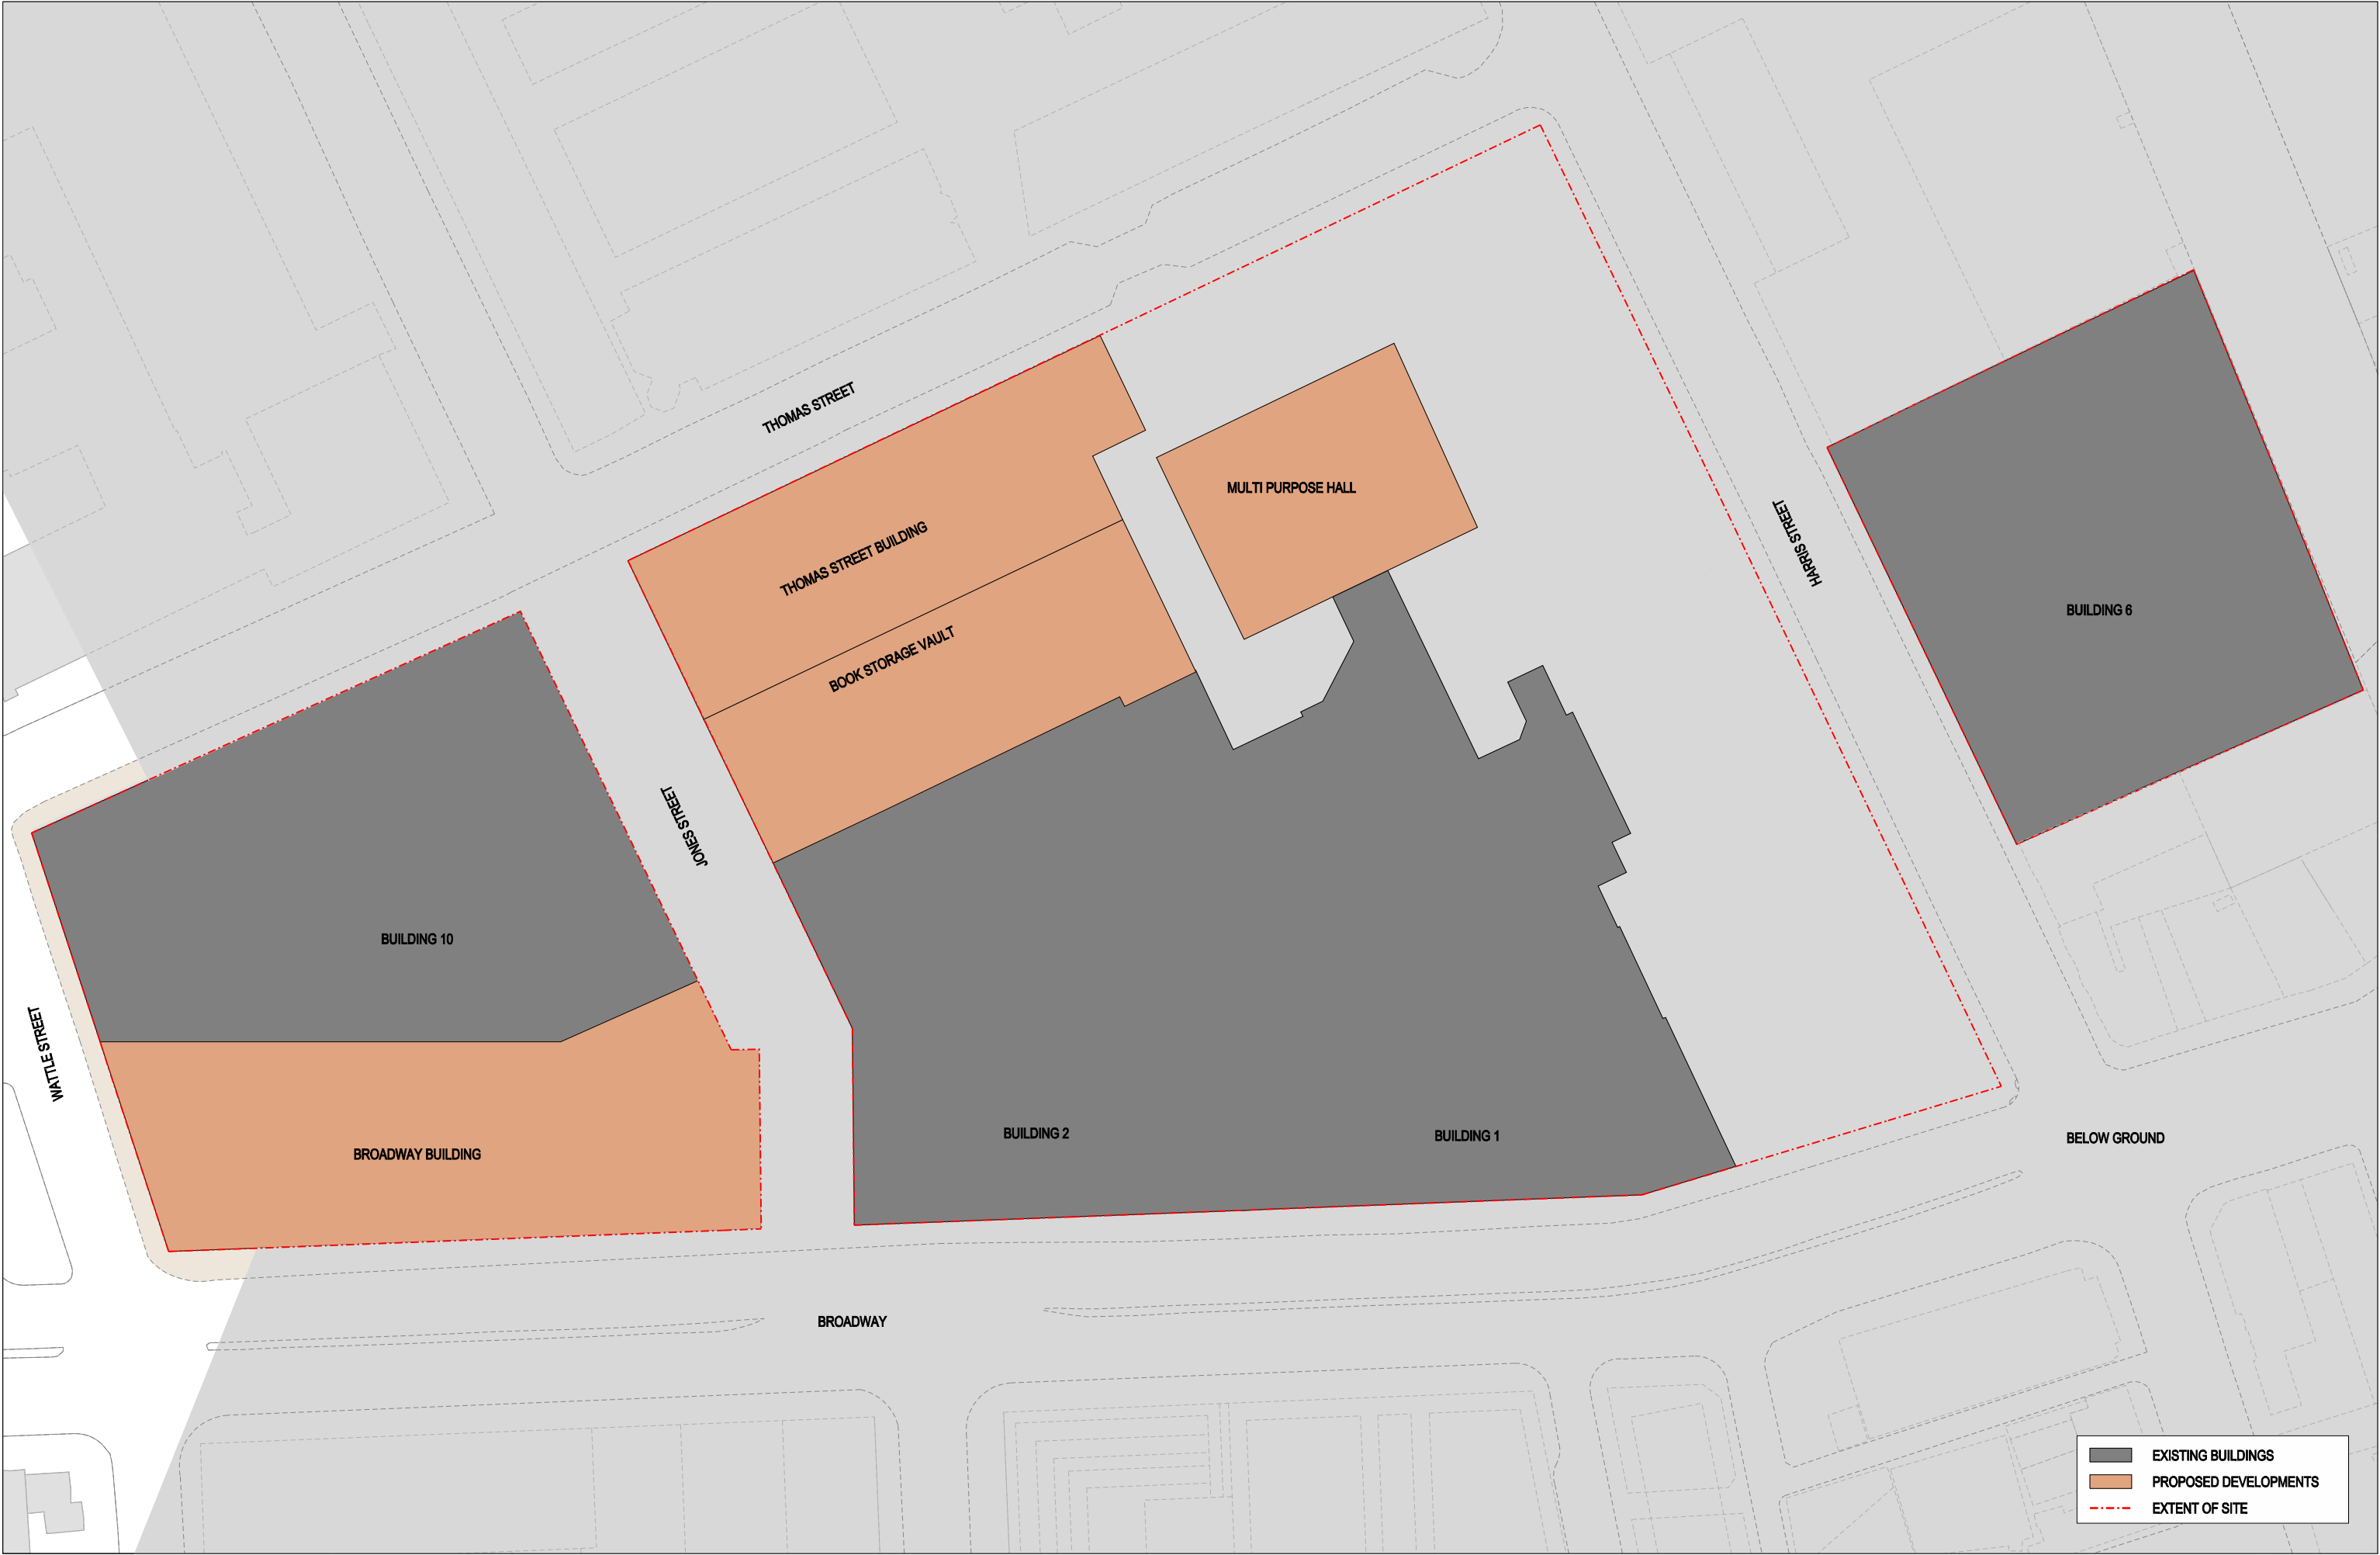 THOMAS STREET
MULTI PURPOSE HALL
THOMAS STREET BUILDING
HARRIS STREET
BUILDING 6
BOOK STORAGE VAULT
JONES STREET
BUILDING 10
WATTLE STREET
BUILDING 2
BUILDING 1
BELOW GROUND
BROADWAY BUILDING
BROADWAY
EXISTING BUILDINGS
PROPOSED DEVELOPMENTS
EXTENT OF SITE